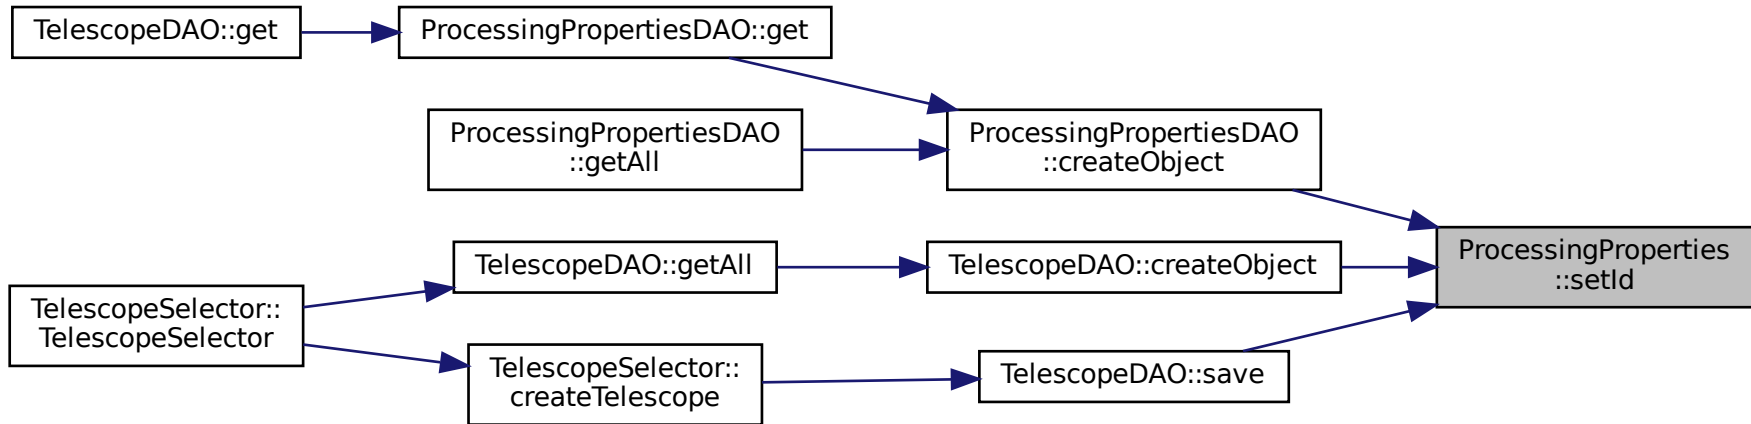 TelescopeDAO::get
ProcessingPropertiesDAO::get
ProcessingPropertiesDAO
::getAll
ProcessingPropertiesDAO
::createObject
TelescopeDAO::getAll
TelescopeDAO::createObject
ProcessingProperties
::setId
TelescopeSelector::
TelescopeSelector
TelescopeSelector::
createTelescope
TelescopeDAO::save